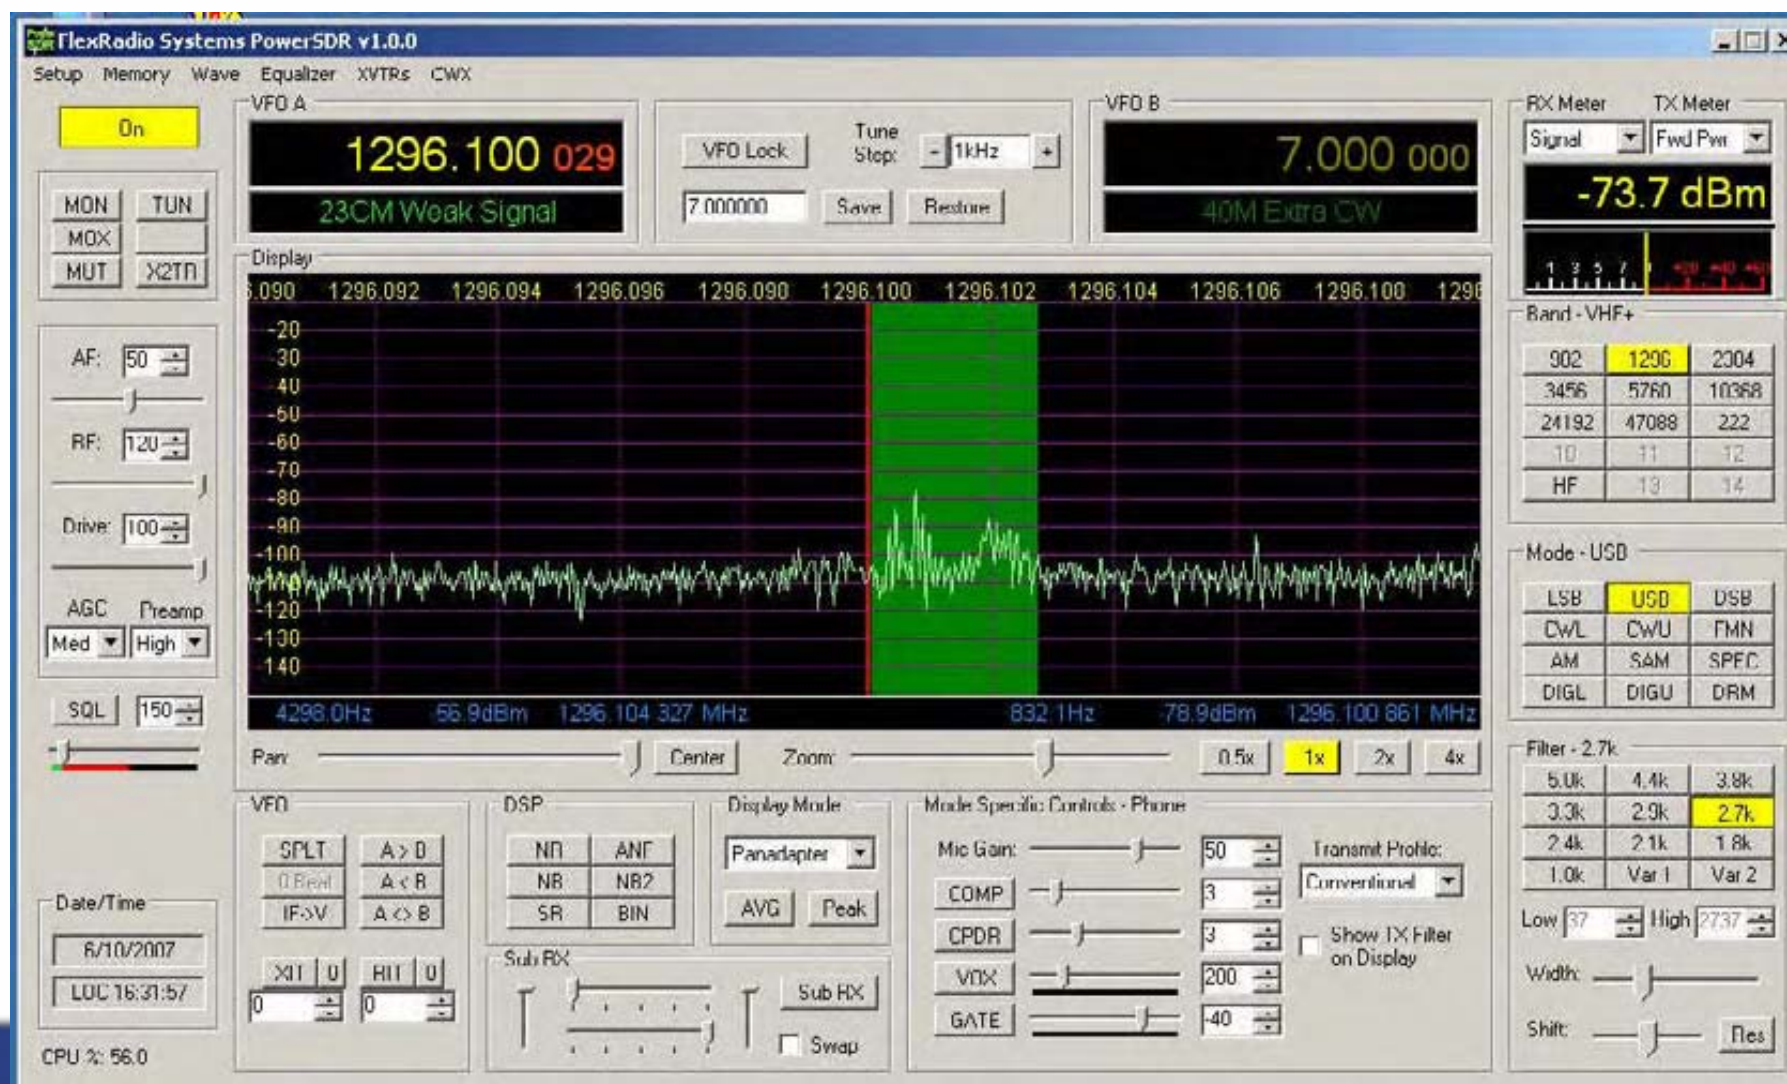 FlexRadio Systems PowerSDR v1.0.0
Setup Memory Wave Equalizer XVTRs CWX
On
MON TUN
MOX
MUT
AF: 50
RF: 120
Drive: 100
AGC Preamp
Med High
SQL 150
Date/Time
6/10/2007
LOC 16:31:57
CPU %: 56.0
VFO A
1296.100 029
23CM Weak Signal
VFO Lock
Tune Step: - 1kHz +
7.000000 Save Restore
VFO B
7.000 000
40M Extra CW
Display
1296.092 1296.094 1296.096 1296.100 1296.102 1296.104 1296.106
-20
-30
-40
-50
-60
-70
-80
-90
-100
-110
-120
-130
-140
4298.0Hz -56.9dBm 1296.104 327 MHz 832.1Hz -78.9dBm 1296.100 861 MHz
Pan: Center Zoom: 0.5x 1x 2x 4x
VFO
SPLT A > B
0 Beat A < B
IF->V A <> B
XIT 0 RIT 0
0 0
DSP
NR ANF
NB NB2
SR BIN
Display Mode
Panadapter
AVG Peak
Sub RX
Sub RX
Swap
Mode Specific Controls - Phone
Mic Gain: 50
COMP 3
CPDR 3
VOX 200
GATE -40
Transmit Profile:
Conventional
Show TX Filter
on Display
RX Meter TX Meter
Signal Fwd Pwr
-73.7 dBm
1 3 5 7 +20 +40 +60
Band - VHF+
902 1296 2304
3456 5760 10368
24192 47088 222
10 11 12
HF 13 14
Mode - USB
LSB USB DSB
CWL CWU FMN
AM SAM SPEC
DIGL DIGU DRM
Filter - 2.7k
5.0k 4.4k 3.8k
3.3k 2.9k 2.7k
2.4k 2.1k 1.8k
1.0k Var 1 Var 2
Low 37 High 2737
Width:
Shift: Res